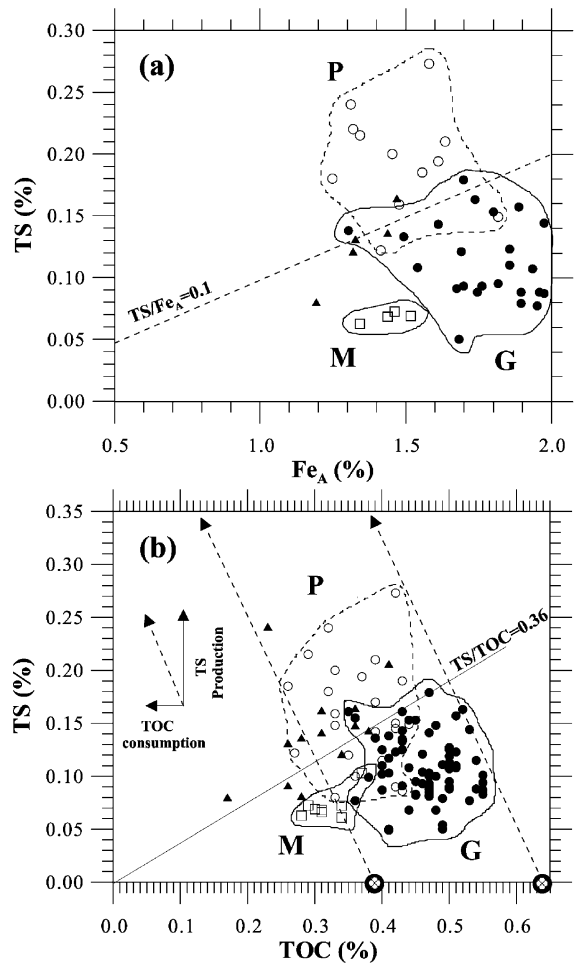 0.30
0.25
0.20
0.15
0.10
0.05
0.00
TS (%)
(a)
P
TS/FeA=0.1
M
G
0.5
1.0
1.5
2.0
FeA (%)
0.35
0.30
0.25
0.20
0.15
0.10
0.05
0.00
TS (%)
(b)
P
TS/TOC=0.36
TS
Production
TOC
consumption
M
G
0.0
0.1
0.2
0.3
0.4
0.5
0.6
TOC (%)